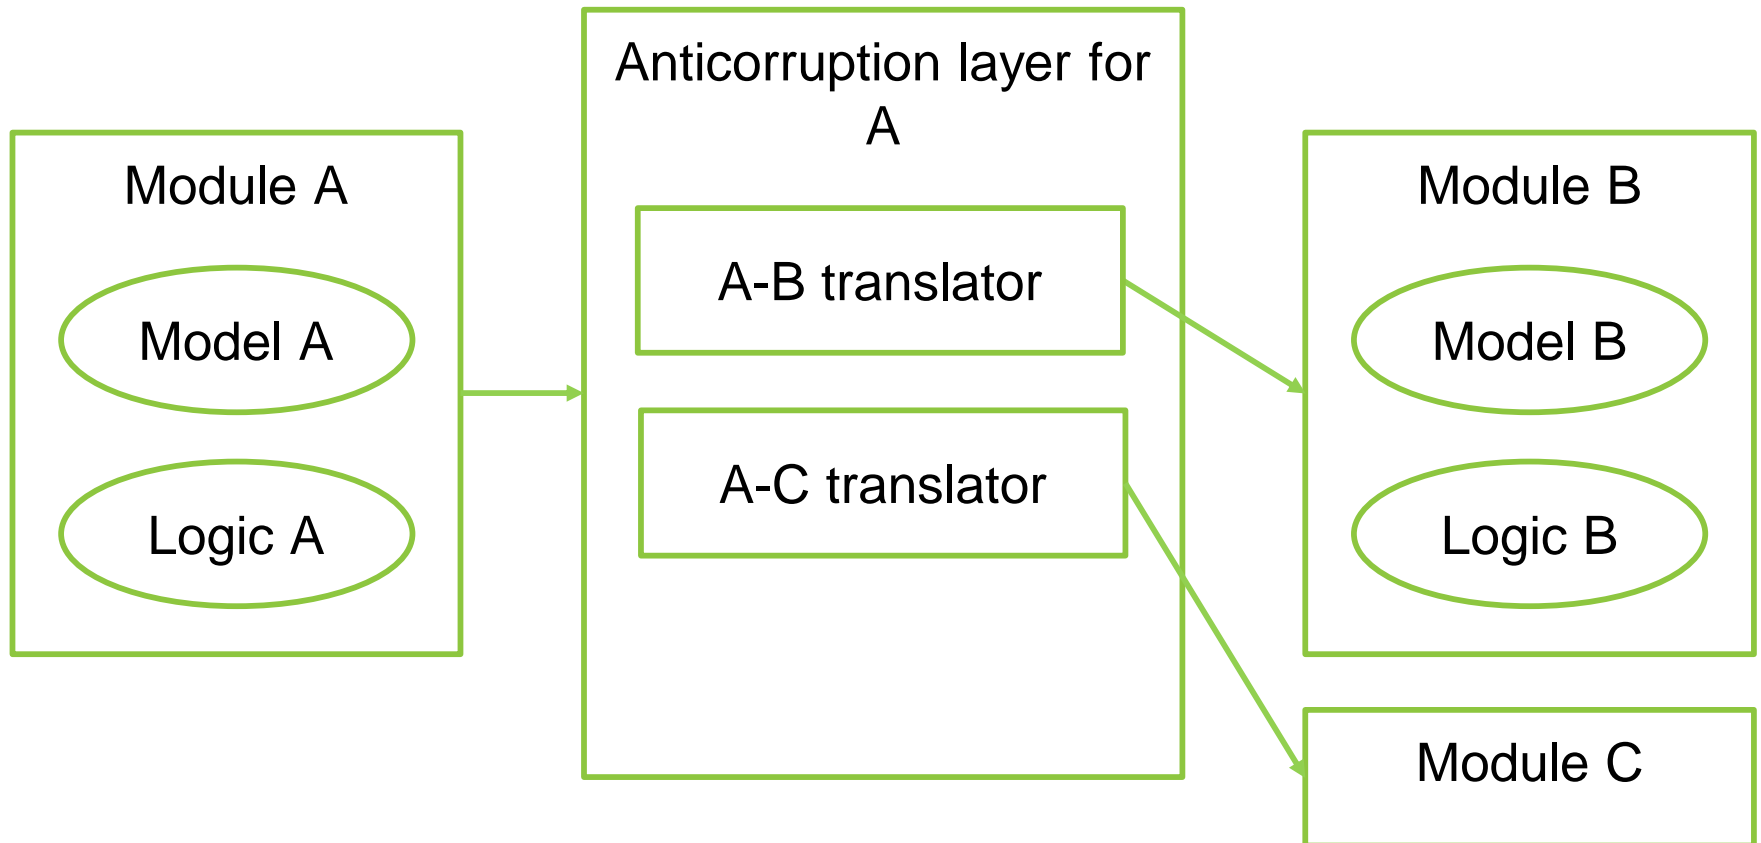 Module A
Model A
Logic A
Anticorruption layer for
A
A-B translator
A-C translator
Module B
Model B
Logic B
Module C